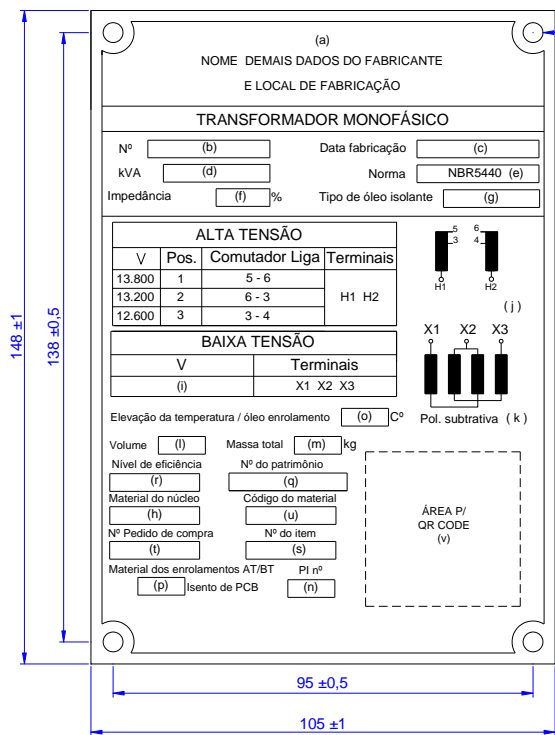 (a)
NOME DEMAIS DADOS DO FABRICANTE
E LOCAL DE FABRICAÇÃO
TRANSFORMADOR MONOFÁSICO
Nº (b) Data fabricação (c)
kVA (d) Norma NBR5440 (e)
Impedância (f) % Tipo de óleo isolante (g)
ALTA TENSÃO
V Pos. Comutador Liga Terminais
13.800 1 5 - 6
13.200 2 6 - 3 H1 H2
12.600 3 3 - 4
5 6
3 4
H1 H2
(j)
BAIXA TENSÃO
V Terminais
(i) X1 X2 X3
X1 X2 X3
Pol. subtrativa (k)
Elevação da temperatura / óleo enrolamento (o) Cº
Volume (l) Massa total (m) kg
Nível de eficiência Nº do patrimônio
(r) (q)
Material do núcleo Código do material
(h) (u)
Nº Pedido de compra Nº do item
(t) (s)
Material dos enrolamentos AT/BT PI nº
(p) Isento de PCB (n)
ÁREA P/
QR CODE
(v)
148 ±1
138 ±0,5
95 ±0,5
105 ±1